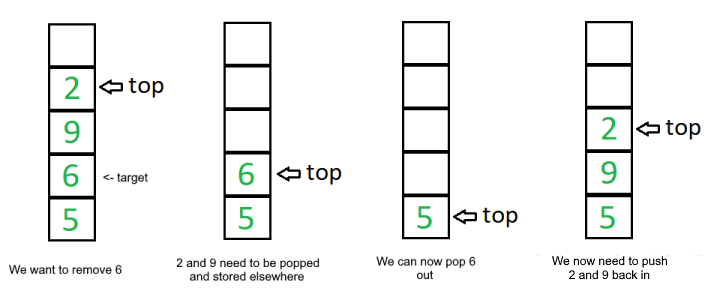 2
top
9
6
<- target
5
We want to remove 6
6
top
5
2 and 9 need to be popped
and stored elsewhere
5
top
We can now pop 6
out
2
top
9
5
We now need to push
2 and 9 back in